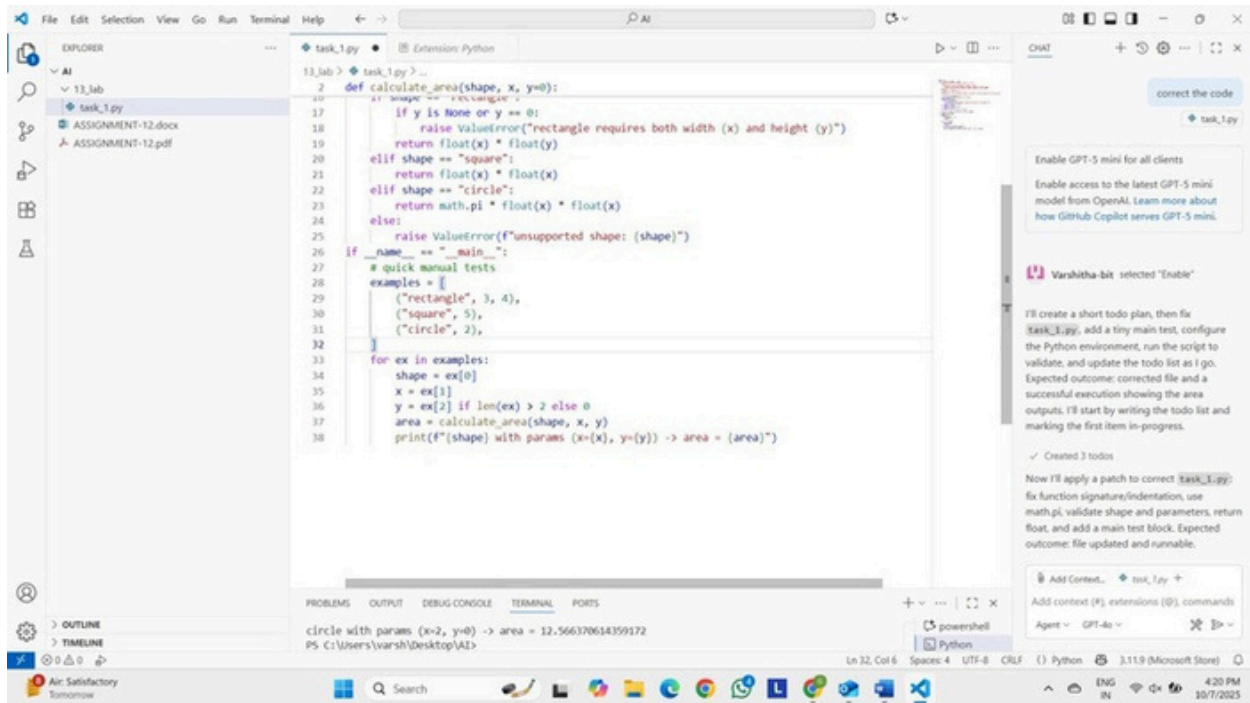 File Edit Selection View Go Run Terminal Help
AI
EXPLORER
AI
13_lab
task_1.py
ASSIGNMENT-12.docx
ASSIGNMENT-12.pdf
OUTLINE
TIMELINE
task_1.py
Extension: Python
13_lab > task_1.py > ...
2 def calculate_area(shape, x, y=0):
16 if shape == "rectangle":
17 if y is None or y == 0:
18 raise ValueError("rectangle requires both width (x) and height (y)")
19 return float(x) * float(y)
20 elif shape == "square":
21 return float(x) * float(x)
22 elif shape == "circle":
23 return math.pi * float(x) * float(x)
24 else:
25 raise ValueError(f"unsupported shape: {shape}")
26 if __name__ == "__main__":
27 # quick manual tests
28 examples = [
29 ("rectangle", 3, 4),
30 ("square", 5),
31 ("circle", 2),
32 ]
33 for ex in examples:
34 shape = ex[0]
35 x = ex[1]
36 y = ex[2] if len(ex) > 2 else 0
37 area = calculate_area(shape, x, y)
38 print(f"{shape} with params (x={x}, y={y}) -> area = {area}")
PROBLEMS OUTPUT DEBUG CONSOLE TERMINAL PORTS
circle with params (x=2, y=0) -> area = 12.566370614359172
PS C:\Users\varsh\Desktop\AI>
powershell
Python
CHAT
correct the code
task_1.py
Enable GPT-5 mini for all clients
Enable access to the latest GPT-5 mini
model from OpenAI. Learn more about
how GitHub Copilot serves GPT-5 mini.
Varshitha-bit selected "Enable"
I'll create a short todo plan, then fix
task_1.py, add a tiny main test, configure
the Python environment, run the script to
validate, and update the todo list as I go.
Expected outcome: corrected file and a
successful execution showing the area
outputs. I'll start by writing the todo list and
marking the first item in-progress.
Created 3 todos
Now I'll apply a patch to correct task_1.py:
fix function signature/indentation, use
math.pi, validate shape and parameters, return
float, and add a main test block. Expected
outcome: file updated and runnable.
Add Context... task_1.py +
Add context (#), extensions (@), commands
Agent GPT-4o
0 0 0
Ln 32, Col 6 Spaces: 4 UTF-8 CRLF {} Python 3.11.9 (Microsoft Store)
Air: Satisfactory
Tomorrow
Search
ENG
IN
4:20 PM
10/7/2025